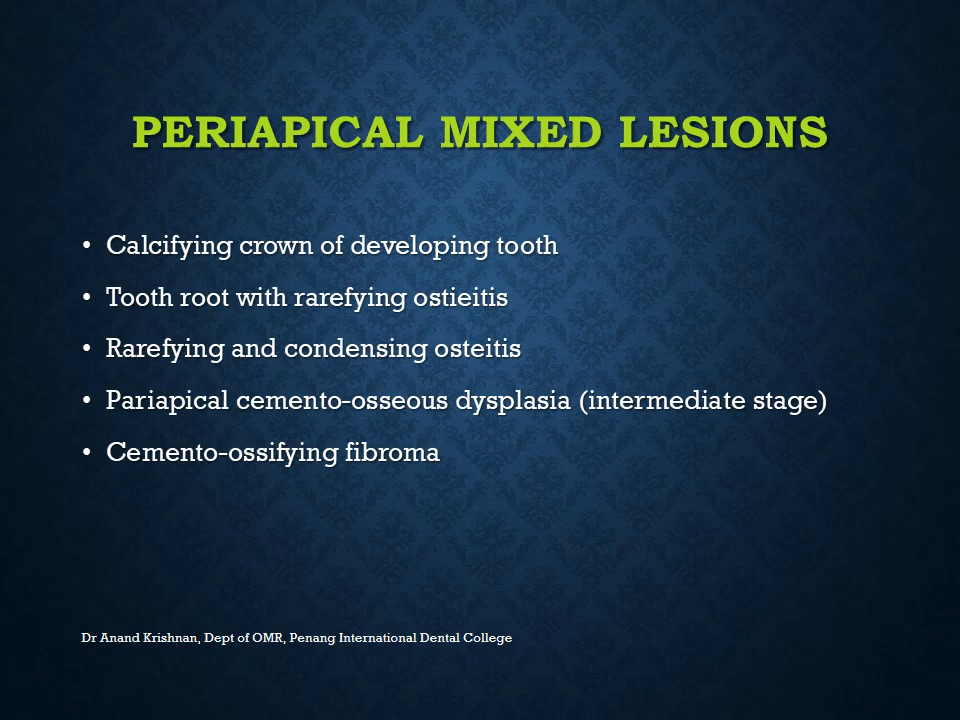 PERIAPICAL MIXED LESIONS
• Calcifying crown of developing tooth
• Tooth root with rarefying ostieitis
• Rarefying and condensing osteitis
• Pariapical cemento-osseous dysplasia (intermediate stage)
• Cemento-ossifying fibroma
Dr Anand Krishnan, Dept of OMR, Penang International Dental College